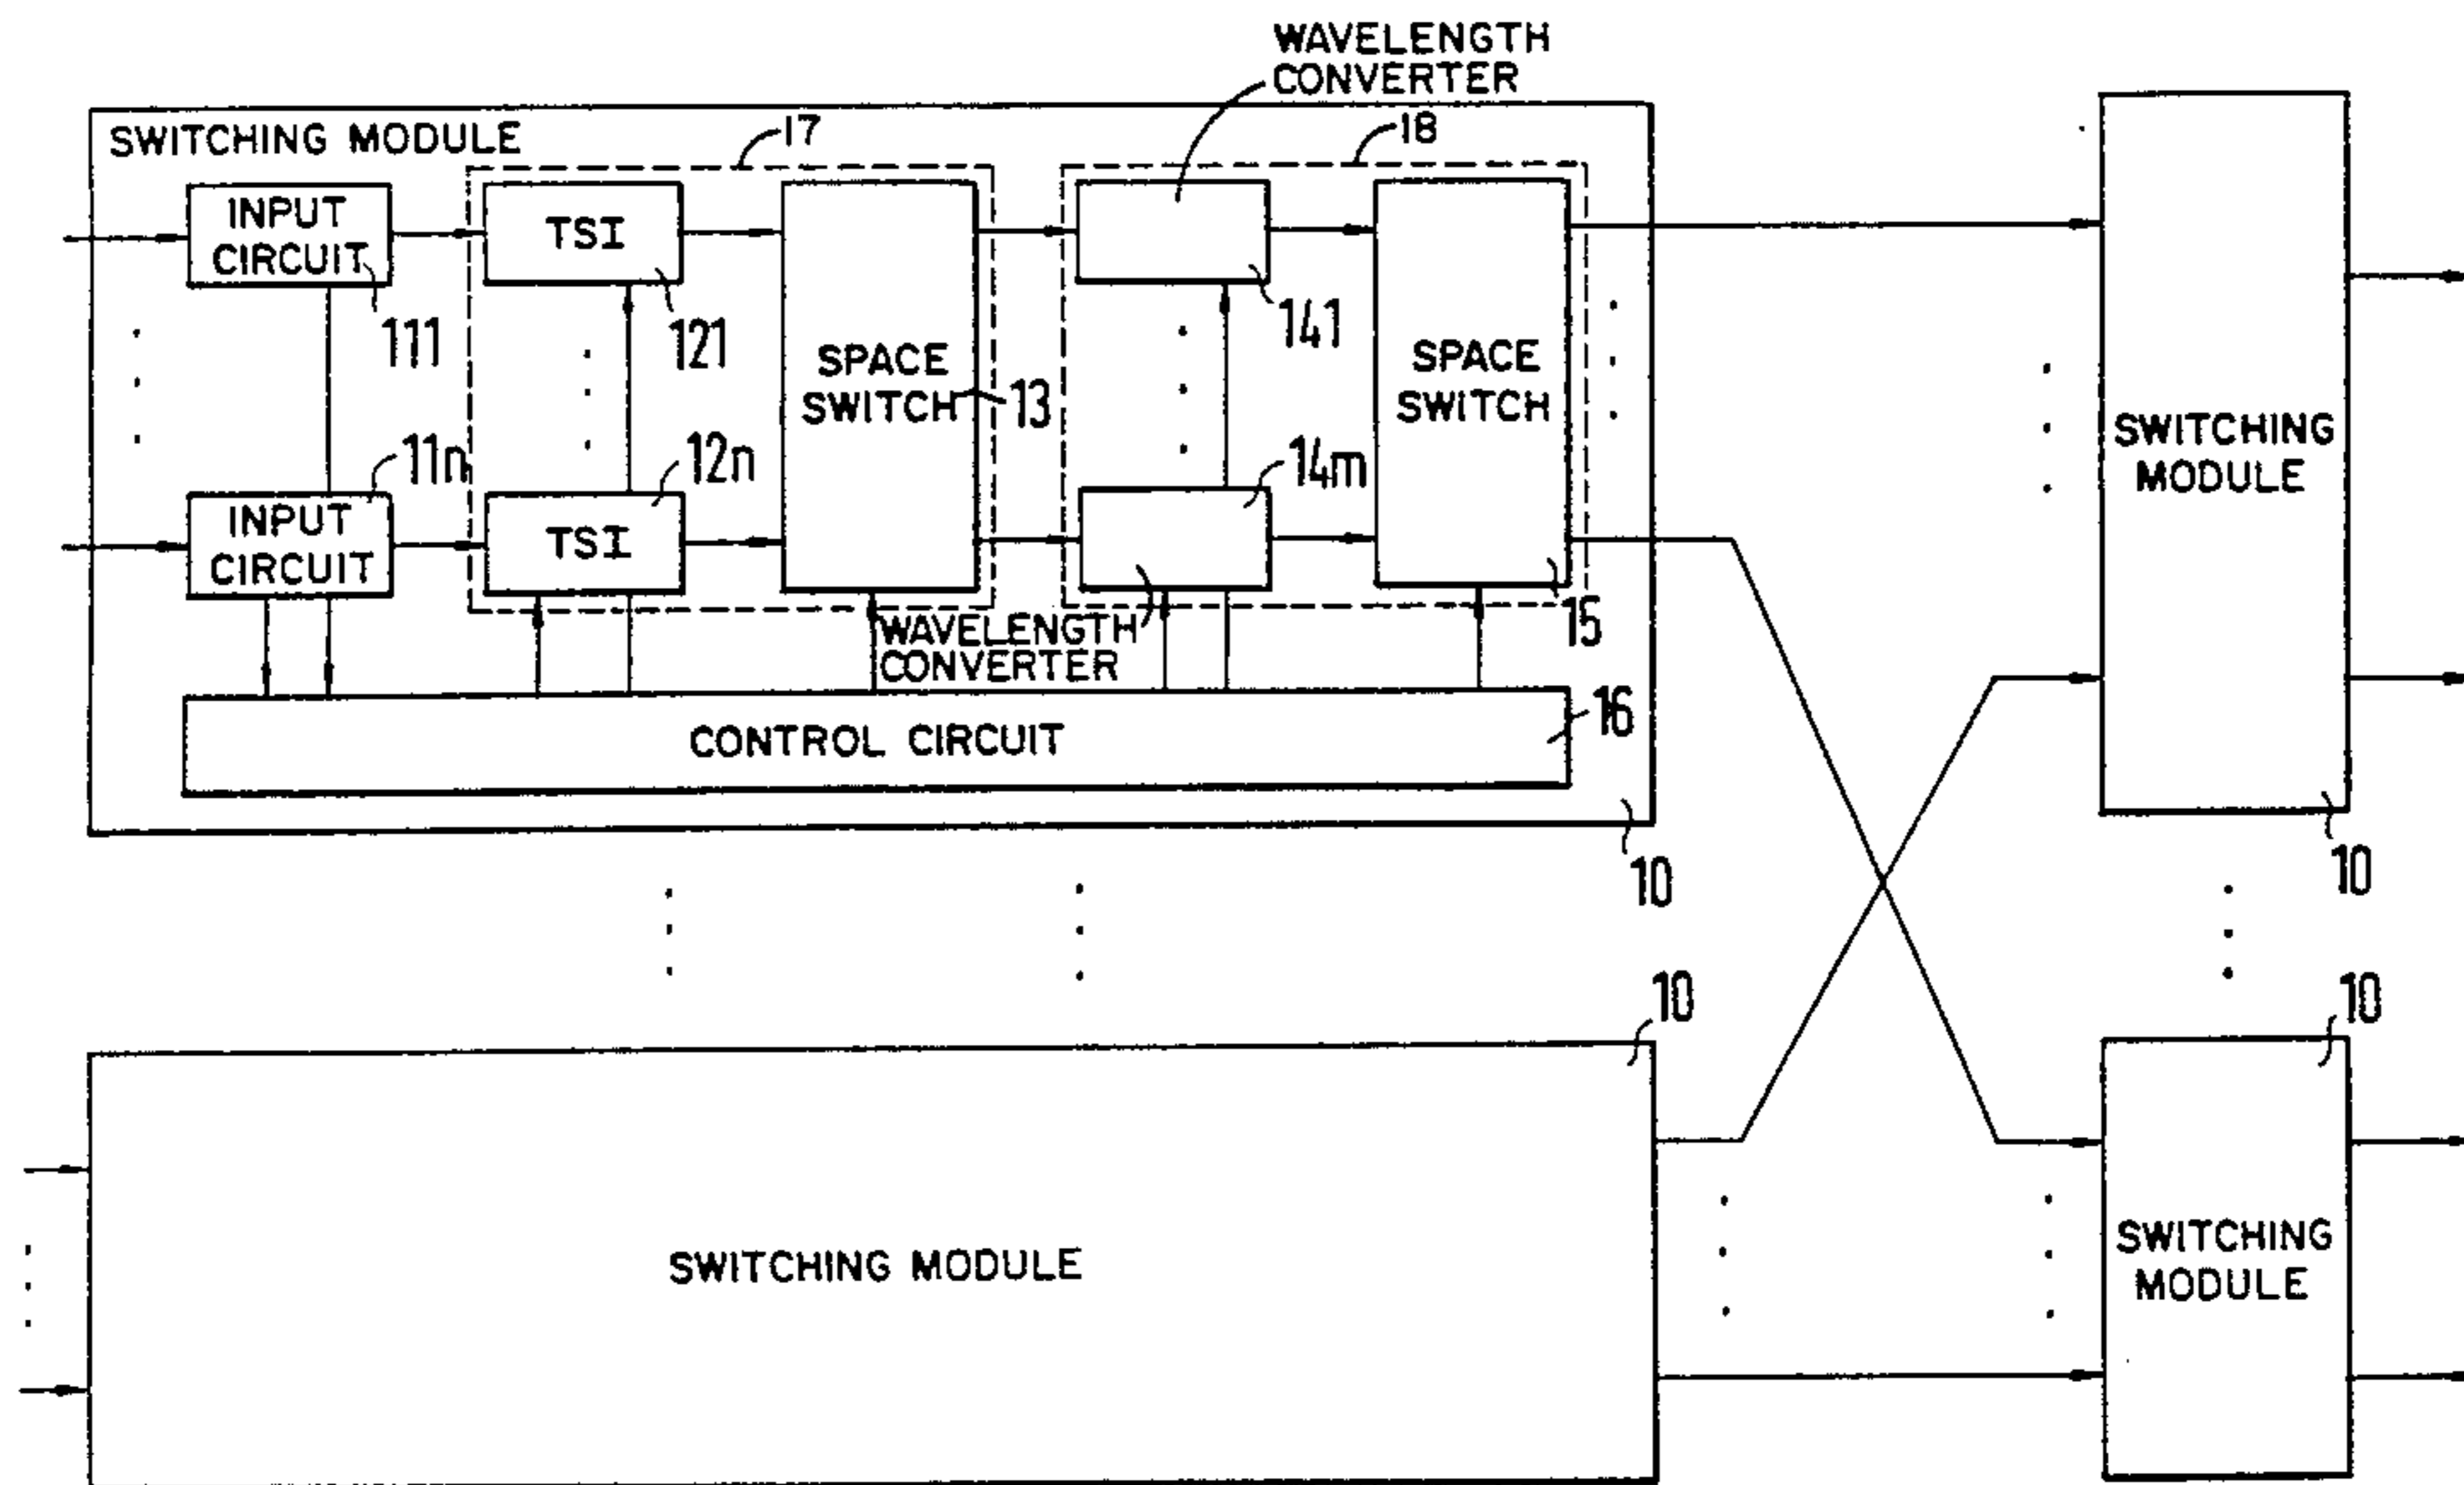 WAVELENGTH
CONVERTER
SWITCHING MODULE
17
18
INPUT
CIRCUIT
111
TSI
121
SPACE
SWITCH
13
141
SPACE
SWITCH
15
11n
INPUT
CIRCUIT
12n
TSI
14m
WAVELENGTH
CONVERTER
CONTROL CIRCUIT
16
10
SWITCHING
MODULE
10
10
SWITCHING MODULE
10
SWITCHING
MODULE